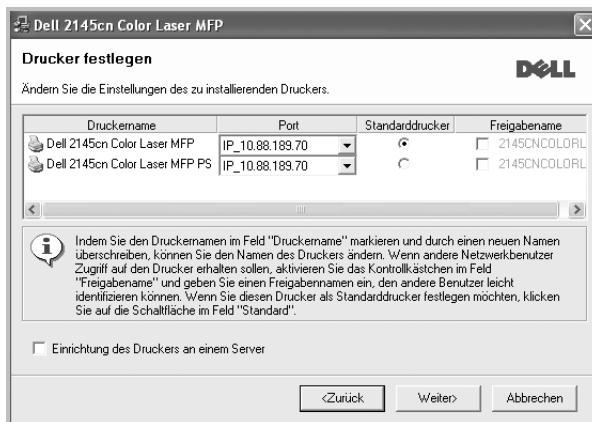 Dell 2145cn Color Laser MFP
Drucker festlegen
DELL
Ändern Sie die Einstellungen des zu installierenden Druckers.
Druckername Port Standarddrucker Freigabename
Dell 2145cn Color Laser MFP IP_10.88.189.70 2145CNCOLORL
Dell 2145cn Color Laser MFP PS IP_10.88.189.70 2145CNCOLORL
Indem Sie den Druckernamen im Feld "Druckername" markieren und durch einen neuen Namen
überschreiben, können Sie den Namen des Druckers ändern. Wenn andere Netzwerkbenutzer
Zugriff auf den Drucker erhalten sollen, aktivieren Sie das Kontrollkästchen im Feld
"Freigabename" und geben Sie einen Freigabennamen ein, den andere Benutzer leicht
identifizieren können. Wenn Sie diesen Drucker als Standarddrucker festlegen möchten, klicken
Sie auf die Schaltfläche im Feld "Standard".
Einrichtung des Druckers an einem Server
<Zurück Weiter> Abbrechen